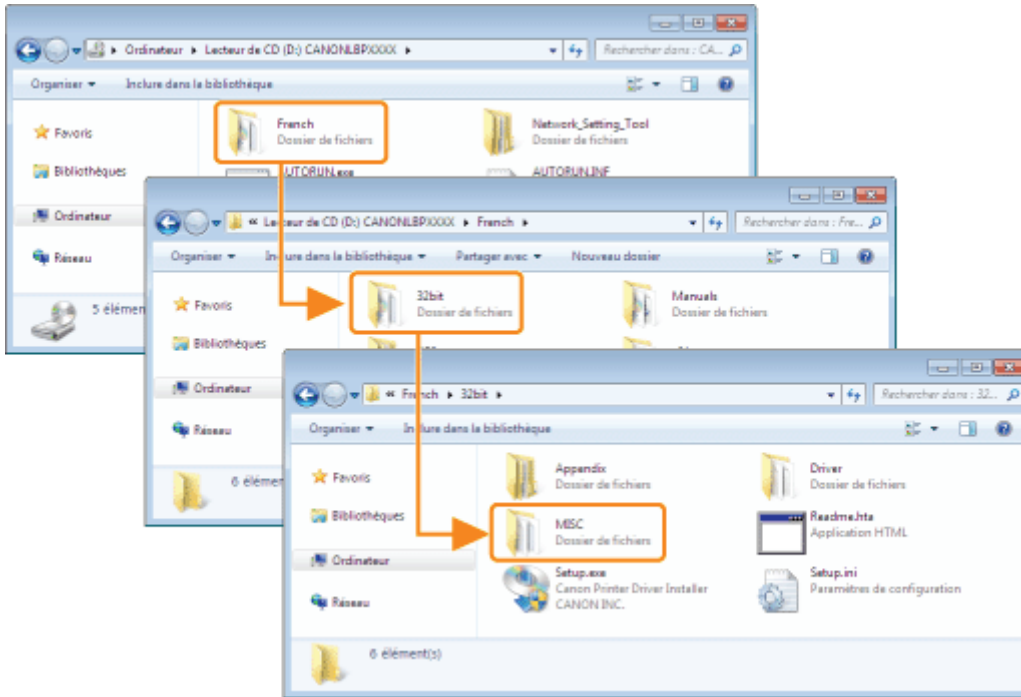 Ordinateur ▸ Lecteur de CD (D:) CANONLBPXXXX ▸
Rechercher dans : CA...
Organiser
Inclure dans la bibliothèque
Favoris
French
Dossier de fichiers
Network_Setting_Tool
Dossier de fichiers
Bibliothèques
AUTORUN.exe
AUTORUN.INF
Ordinateur
Réseau
5 élémen
« Lecteur de CD (D:) CANONLBPXXXX ▸ French ▸
Rechercher dans : Fre...
Organiser
Inclure dans la bibliothèque
Partager avec
Nouveau dossier
Favoris
32bit
Dossier de fichiers
Manuals
Dossier de fichiers
Bibliothèques
Ordinateur
Réseau
6 élémen
« French ▸ 32bit ▸
Rechercher dans : 32...
Organiser
Inclure dans la bibliothèque
Favoris
Appendix
Dossier de fichiers
Driver
Dossier de fichiers
Bibliothèques
MISC
Dossier de fichiers
Readme.hta
Application HTML
Ordinateur
Setup.exe
Canon Printer Driver Installer
CANON INC.
Setup.ini
Paramètres de configuration
Réseau
6 élément(s)